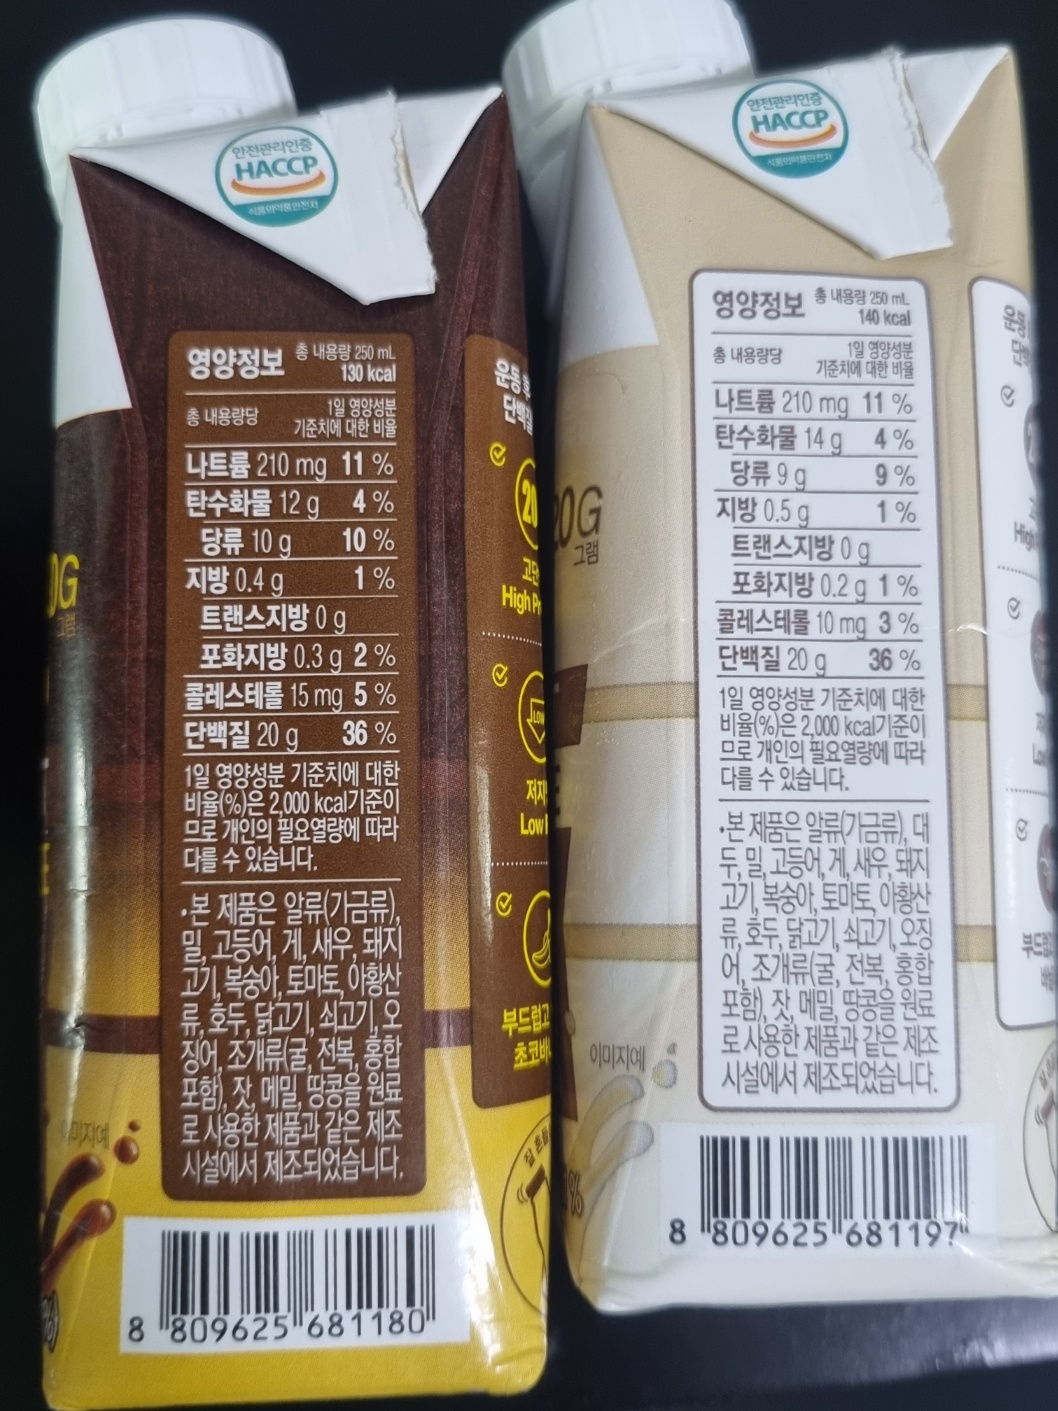 안전관리인증
HACCP
식품의약품안전처
영양정보
총 내용량 250 mL
130 kcal
총 내용량당
1일 영양성분
기준치에 대한 비율
나트륨 210 mg 11 %
탄수화물 12 g 4 %
당류 10 g 10 %
지방 0.4 g 1 %
트랜스지방 0 g
포화지방 0.3 g 2 %
콜레스테롤 15 mg 5 %
단백질 20 g 36 %
1일 영양성분 기준치에 대한
비율(%)은 2,000 kcal기준이
므로 개인의 필요열량에 따라
다를 수 있습니다.
•본 제품은 알류(가금류),
밀, 고등어, 게, 새우, 돼지
고기, 복숭아, 토마토, 아황산
류, 호두, 닭고기, 쇠고기, 오
징어, 조개류(굴, 전복, 홍합
포함), 잣, 메밀, 땅콩을 원료
로 사용한 제품과 같은 제조
시설에서 제조되었습니다.
8 809625 681180
그램
이미지예
운동
단백질
20
High
LOW
Low
부드럽고
안전관리인증
HACCP
식품의약품안전처
영양정보
총 내용량 250 mL
140 kcal
총 내용량당
1일 영양성분
기준치에 대한 비율
나트륨 210 mg 11 %
탄수화물 14 g 4 %
당류 9 g 9 %
지방 0.5 g 1 %
트랜스지방 0 g
포화지방 0.2 g 1 %
콜레스테롤 10 mg 3 %
단백질 20 g 36 %
1일 영양성분 기준치에 대한
비율(%)은 2,000 kcal기준이
므로 개인의 필요열량에 따라
다를 수 있습니다.
•본 제품은 알류(가금류), 대
두, 밀, 고등어, 게, 새우, 돼지
고기, 복숭아, 토마토, 아황산
류, 호두, 닭고기, 쇠고기, 오징
어, 조개류(굴, 전복, 홍합
포함), 잣, 메밀, 땅콩을 원료
로 사용한 제품과 같은 제조
시설에서 제조되었습니다.
8 809625 681197
20G
그램
이미지예